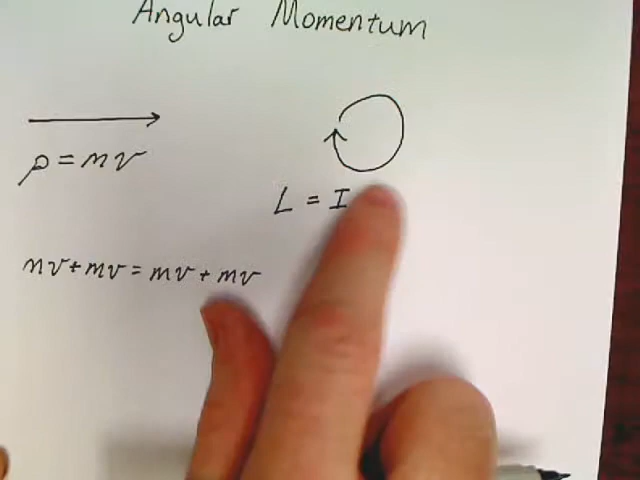 Angular Momentum
p = mv
L = I
mv + mv = mv + mv